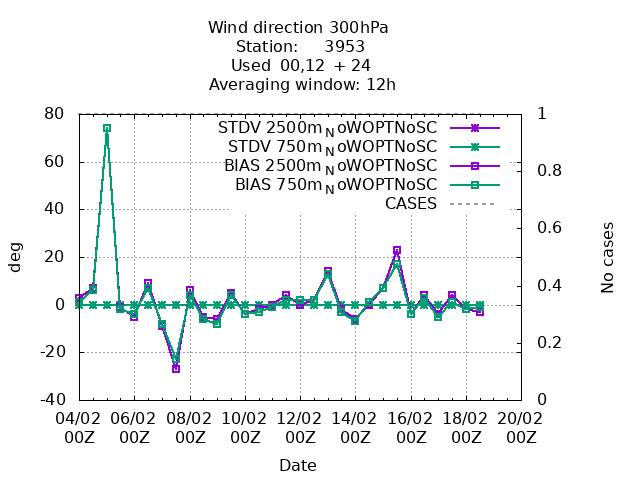 Wind direction 300hPa
Station: 3953
Used 00,12 + 24
Averaging window: 12h
80
60
40
20
0
-20
-40
deg
STDV 2500m_NoWOPTNoSC
STDV 750m_NoWOPTNoSC
BIAS 2500m_NoWOPTNoSC
BIAS 750m_NoWOPTNoSC
CASES
1
0.8
0.6
0.4
0.2
0
No cases
04/02 06/02 08/02 10/02 12/02 14/02 16/02 18/02 20/02
00Z 00Z 00Z 00Z 00Z 00Z 00Z 00Z 00Z
Date